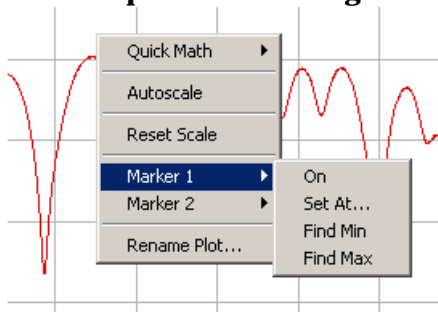 Quick Math
Autoscale
Reset Scale
Marker 1
Marker 2
Rename Plot...
On
Set At...
Find Min
Find Max